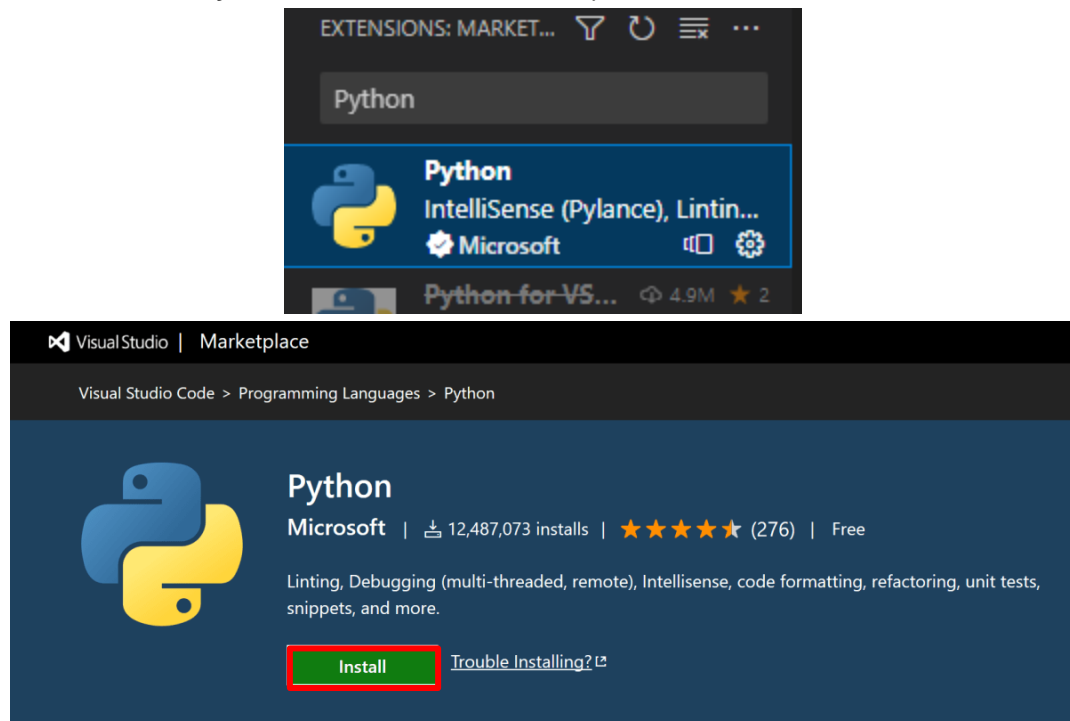 EXTENSIONS: MARKET...
Python
Python
IntelliSense (Pylance), Lintin...
Microsoft
Python for VS... 4.9M ★ 2
Visual Studio | Marketplace
Visual Studio Code > Programming Languages > Python
Python
Microsoft | 12,487,073 installs | (276) | Free
Linting, Debugging (multi-threaded, remote), Intellisense, code formatting, refactoring, unit tests,
snippets, and more.
Install Trouble Installing?